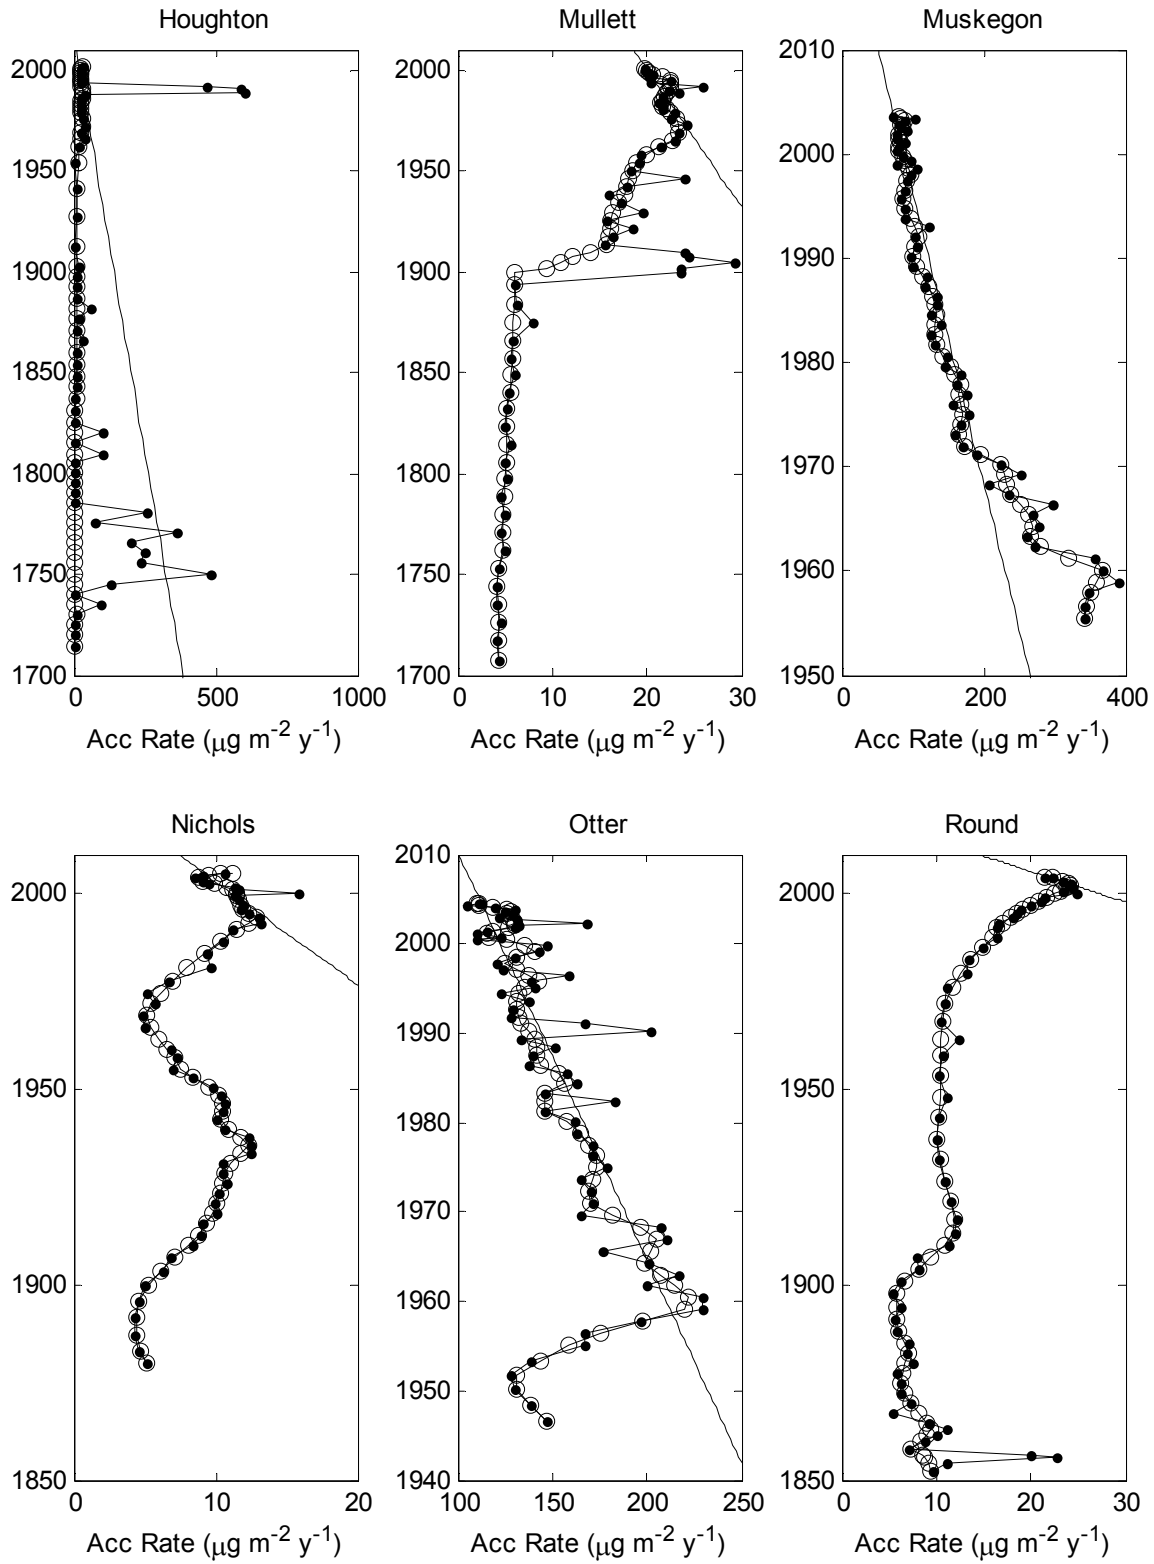 Houghton Mullett Muskegon
2000 1950 1900 1850 1800 1750 1700
0 500 1000
Acc Rate (μg m-2 y-1)
2000 1950 1900 1850 1800 1750 1700
0 10 20 30
Acc Rate (μg m-2 y-1)
2010 2000 1990 1980 1970 1960 1950
0 200 400
Acc Rate (μg m-2 y-1)
Nichols Otter Round
2000 1950 1900 1850
0 10 20
Acc Rate (μg m-2 y-1)
2010 2000 1990 1980 1970 1960 1950 1940
100 150 200 250
Acc Rate (μg m-2 y-1)
2000 1950 1900 1850
0 10 20 30
Acc Rate (μg m-2 y-1)